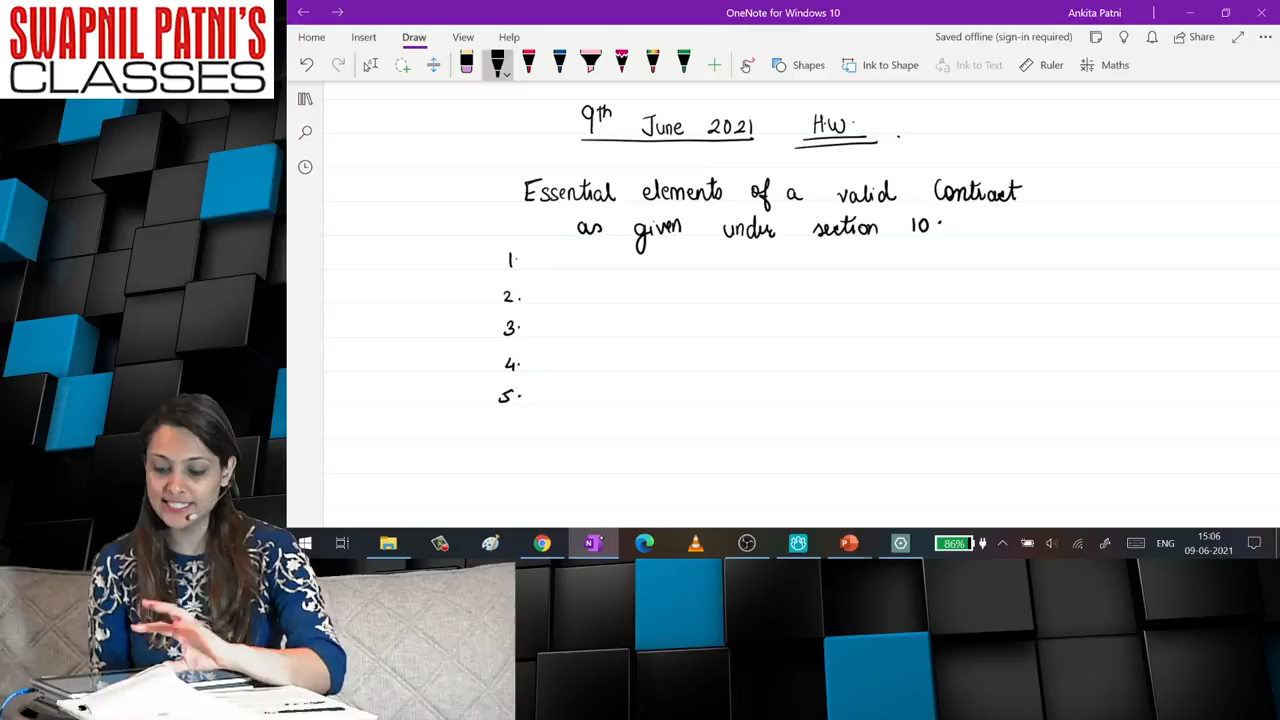 SWAPNIL PATNI'S
CLASSES
OneNote for Windows 10
Ankita Patni
Home Insert Draw View Help
Saved offline (sign-in required)
Share
Shapes
Ink to Shape
Ink to Text
Ruler
Maths
9th June 2021 H.W.
Essential elements of a valid Contract
as given under section 10.
1.
2.
3.
4.
5.
86%
ENG
15:06
09-06-2021